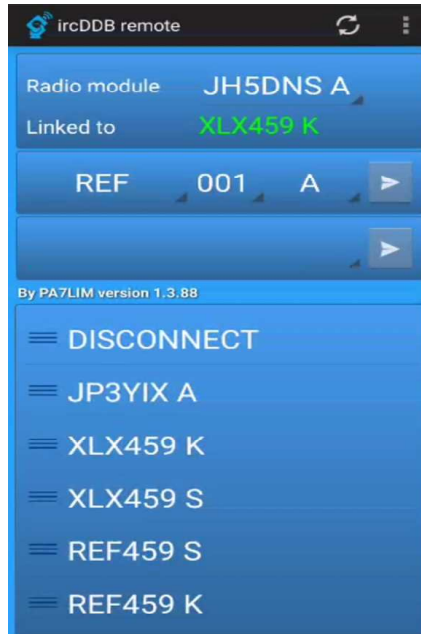 ircDDB remote
Radio module JH5DNS A
Linked to XLX459 K
REF 001 A
By PA7LIM version 1.3.88
DISCONNECT
JP3YIX A
XLX459 K
XLX459 S
REF459 S
REF459 K